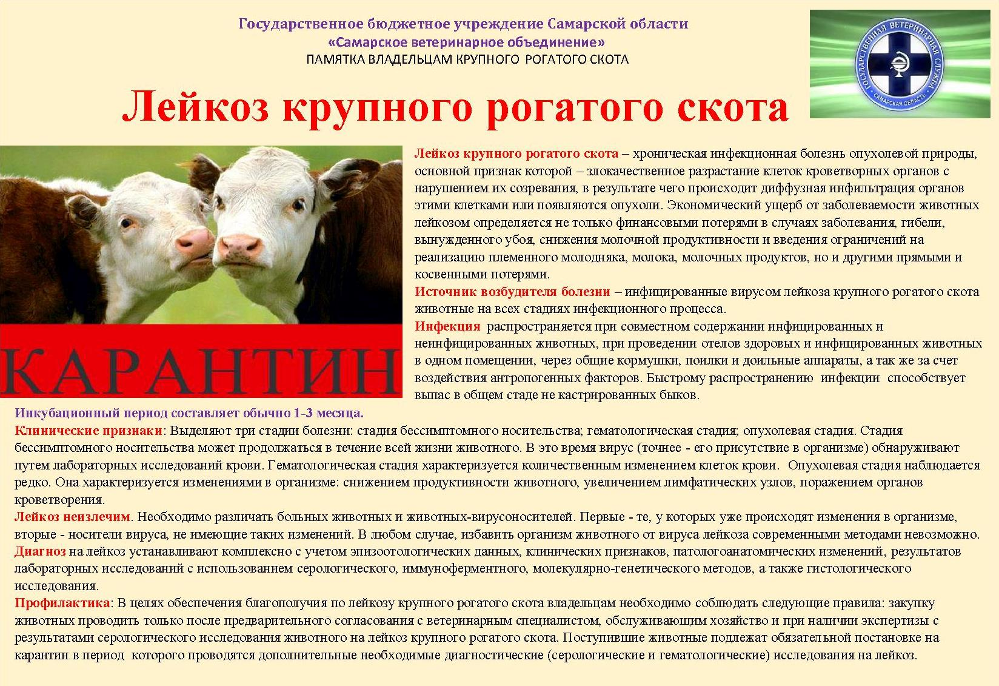 Государственное бюджетное учреждение Самарской области
«Самарское ветеринарное объединение»
ПАМЯТКА ВЛАДЕЛЬЦАМ КРУПНОГО РОГАТОГО СКОТА
ГОСУДАРСТВЕННАЯ ВЕТЕРИНАРНАЯ СЛУЖБА
САМАРСКАЯ ОБЛАСТЬ
Лейкоз крупного рогатого скота
КАРАНТИН
Лейкоз крупного рогатого скота – хроническая инфекционная болезнь опухолевой природы,
основной признак которой – злокачественное разрастание клеток кроветворных органов с
нарушением их созревания, в результате чего происходит диффузная инфильтрация органов
этими клетками или появляются опухоли. Экономический ущерб от заболеваемости животных
лейкозом определяется не только финансовыми потерями в случаях заболевания, гибели,
вынужденного убоя, снижения молочной продуктивности и введения ограничений на
реализацию племенного молодняка, молока, молочных продуктов, но и другими прямыми и
косвенными потерями.
Источник возбудителя болезни – инфицированные вирусом лейкоза крупного рогатого скота
животные на всех стадиях инфекционного процесса.
Инфекция распространяется при совместном содержании инфицированных и
неинфицированных животных, при проведении отелов здоровых и инфицированных животных
в одном помещении, через общие кормушки, поилки и доильные аппараты, а так же за счет
воздействия антропогенных факторов. Быстрому распространению инфекции способствует
выпас в общем стаде не кастрированных быков.
Инкубационный период составляет обычно 1-3 месяца.
Клинические признаки: Выделяют три стадии болезни: стадия бессимптомного носительства; гематологическая стадия; опухолевая стадия. Стадия
бессимптомного носительства может продолжаться в течение всей жизни животного. В это время вирус (точнее - его присутствие в организме) обнаруживают
путем лабораторных исследований крови. Гематологическая стадия характеризуется количественным изменением клеток крови. Опухолевая стадия наблюдается
редко. Она характеризуется изменениями в организме: снижением продуктивности животного, увеличением лимфатических узлов, поражением органов
кроветворения.
Лейкоз неизлечим. Необходимо различать больных животных и животных-вирусоносителей. Первые - те, у которых уже происходят изменения в организме,
вторые - носители вируса, не имеющие таких изменений. В любом случае, избавить организм животного от вируса лейкоза современными методами невозможно.
Диагноз на лейкоз устанавливают комплексно с учетом эпизоотологических данных, клинических признаков, патологоанатомических изменений, результатов
лабораторных исследований с использованием серологического, иммуноферментного, молекулярно-генетического методов, а также гистологического
исследования.
Профилактика: В целях обеспечения благополучия по лейкозу крупного рогатого скота владельцам необходимо соблюдать следующие правила: закупку
животных проводить только после предварительного согласования с ветеринарным специалистом, обслуживающим хозяйство и при наличии экспертизы с
результатами серологического исследования животного на лейкоз крупного рогатого скота. Поступившие животные подлежат обязательной постановке на
карантин в период которого проводятся дополнительные необходимые диагностические (серологические и гематологические) исследования на лейкоз.